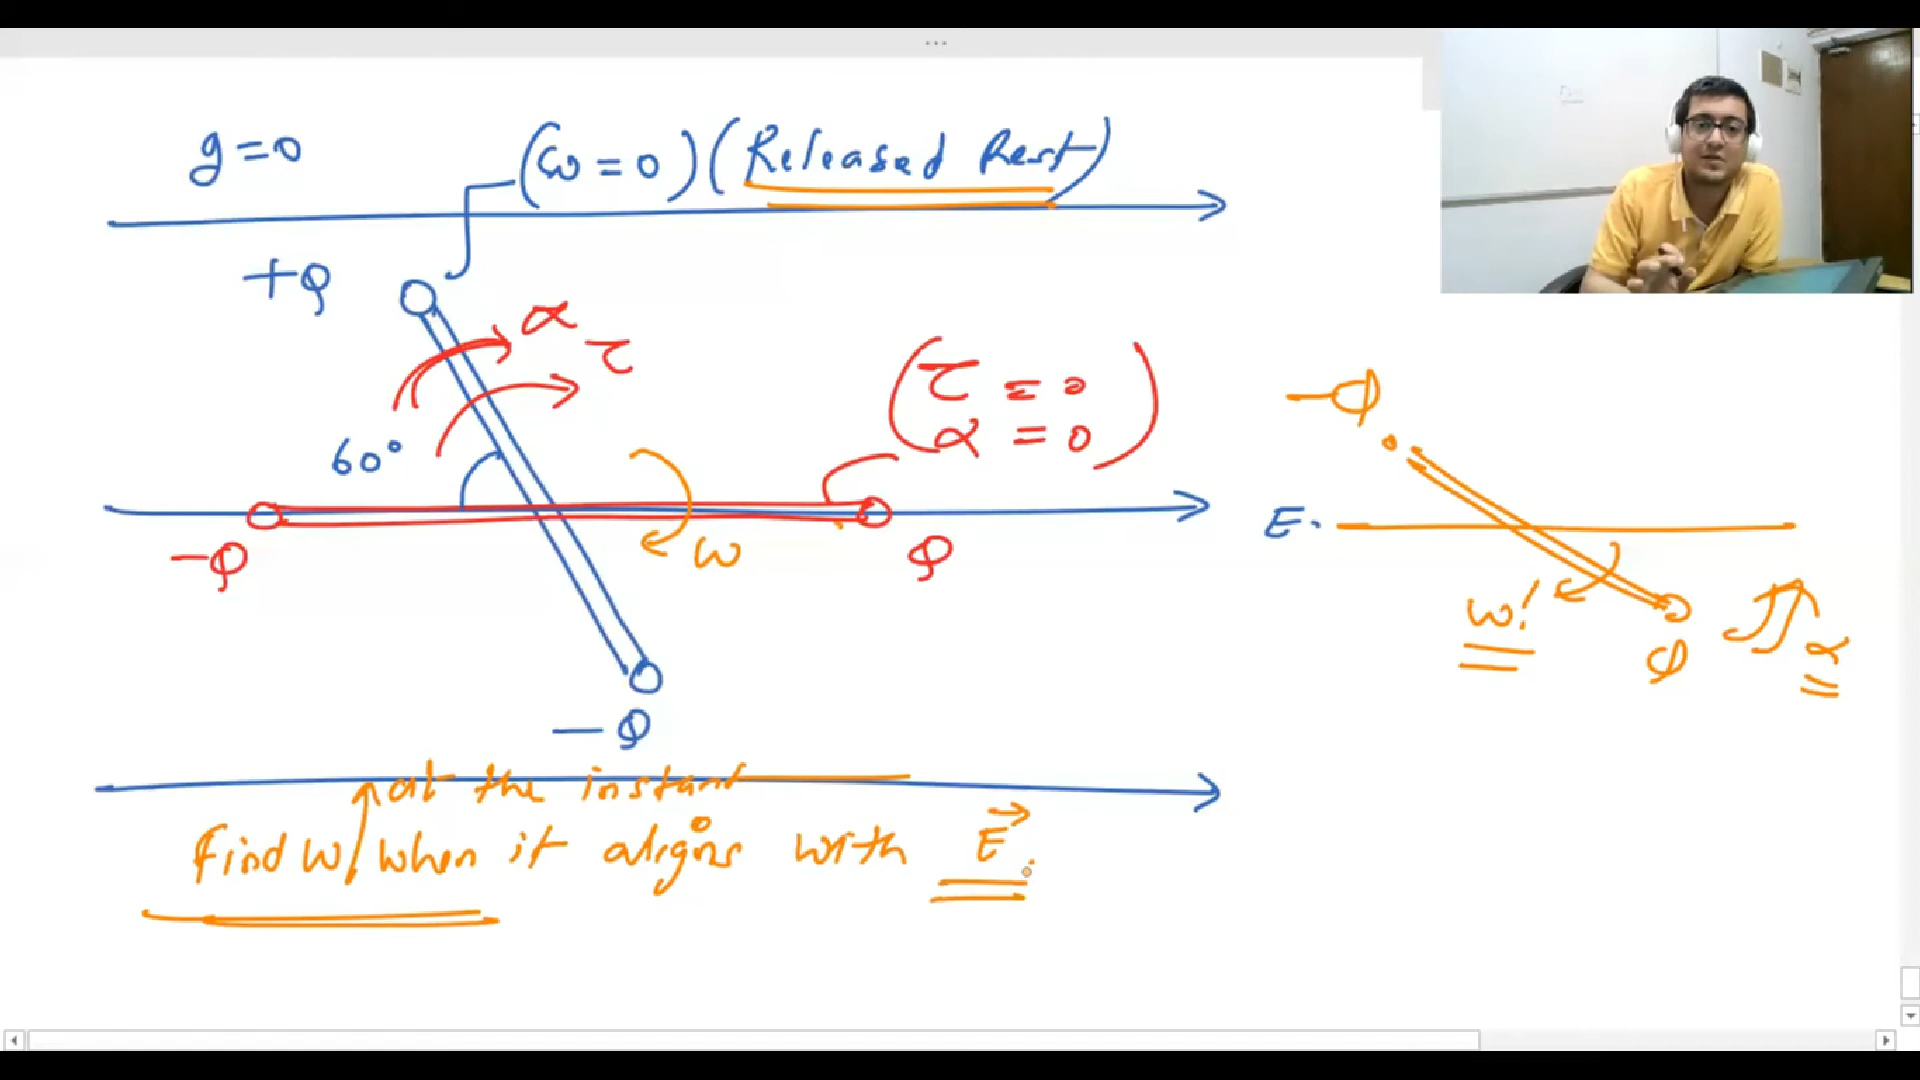 g=0
(ω=0)(Released Rest)
+Q
α
τ
60°
(τ = 0
α = 0)
-Q
ω
Q
-Q
-Q
E
ω!
Q
α
at the instant
Find ω/when it aligns with E.